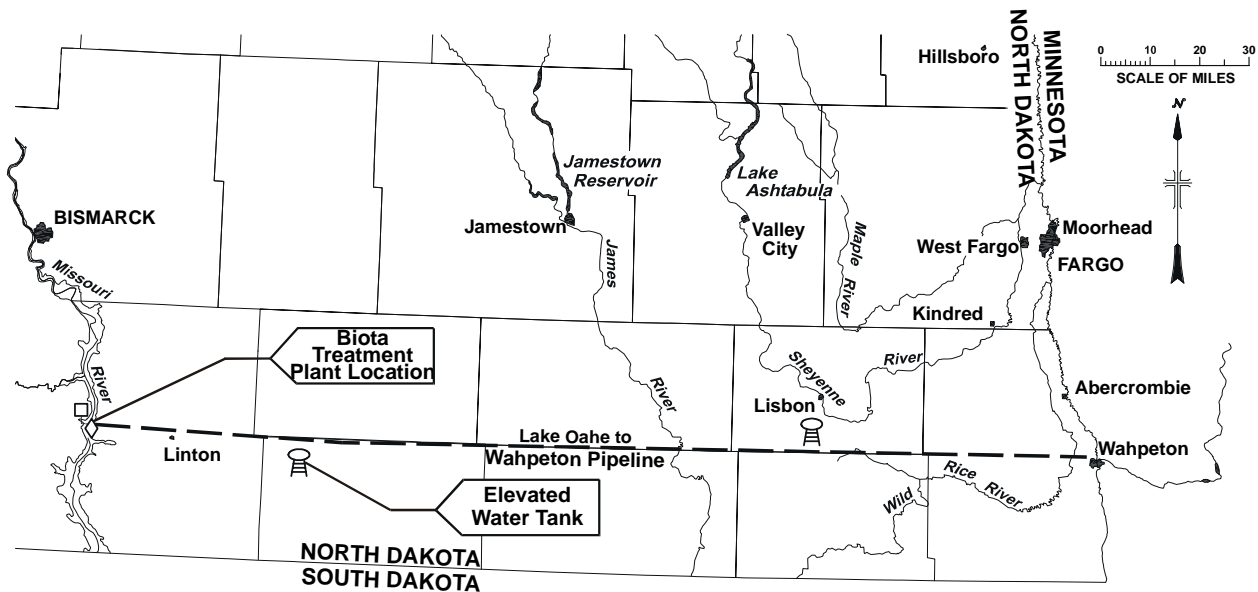 Hillsboro
NORTH DAKOTA
MINNESOTA
0 10 20 30
SCALE OF MILES
N
Jamestown
Reservoir
Lake
Ashtabula
BISMARCK
Jamestown
Valley
City
Maple
River
West Fargo
Moorhead
FARGO
James
River
Missouri
River
Kindred
Biota
Treatment
Plant Location
Sheyenne
River
Lisbon
Abercrombie
Linton
Lake Oahe to
Wahpeton Pipeline
Wahpeton
Wild
Rice
River
Elevated
Water Tank
NORTH DAKOTA
SOUTH DAKOTA